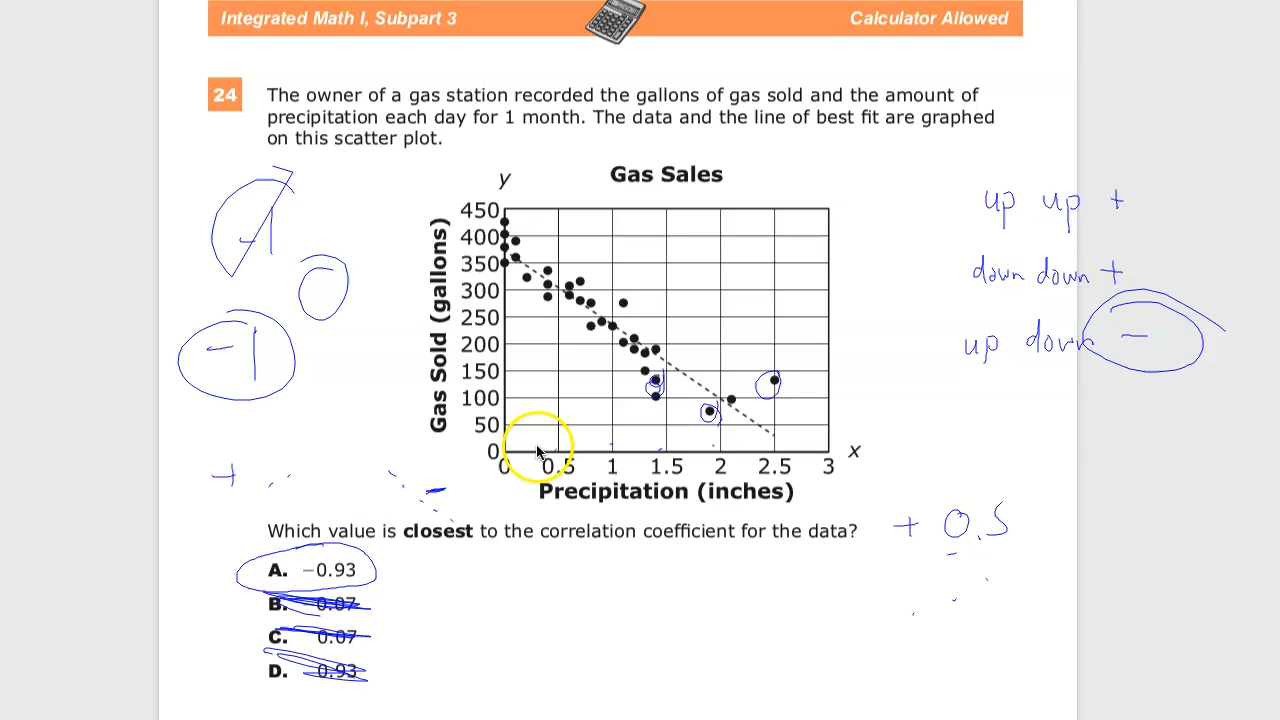 Integrated Math I, Subpart 3
Calculator Allowed
24 The owner of a gas station recorded the gallons of gas sold and the amount of
precipitation each day for 1 month. The data and the line of best fit are graphed
on this scatter plot.
Gas Sales
y
Gas Sold (gallons)
450
400
350
300
250
200
150
100
50
0
0 0.5 1 1.5 2 2.5 3 x
Precipitation (inches)
-1
0
-1
up up +
down down +
up down -
+
-
+ 0.5
Which value is closest to the correlation coefficient for the data?
A. −0.93
B. −0.07
C. 0.07
D. 0.93